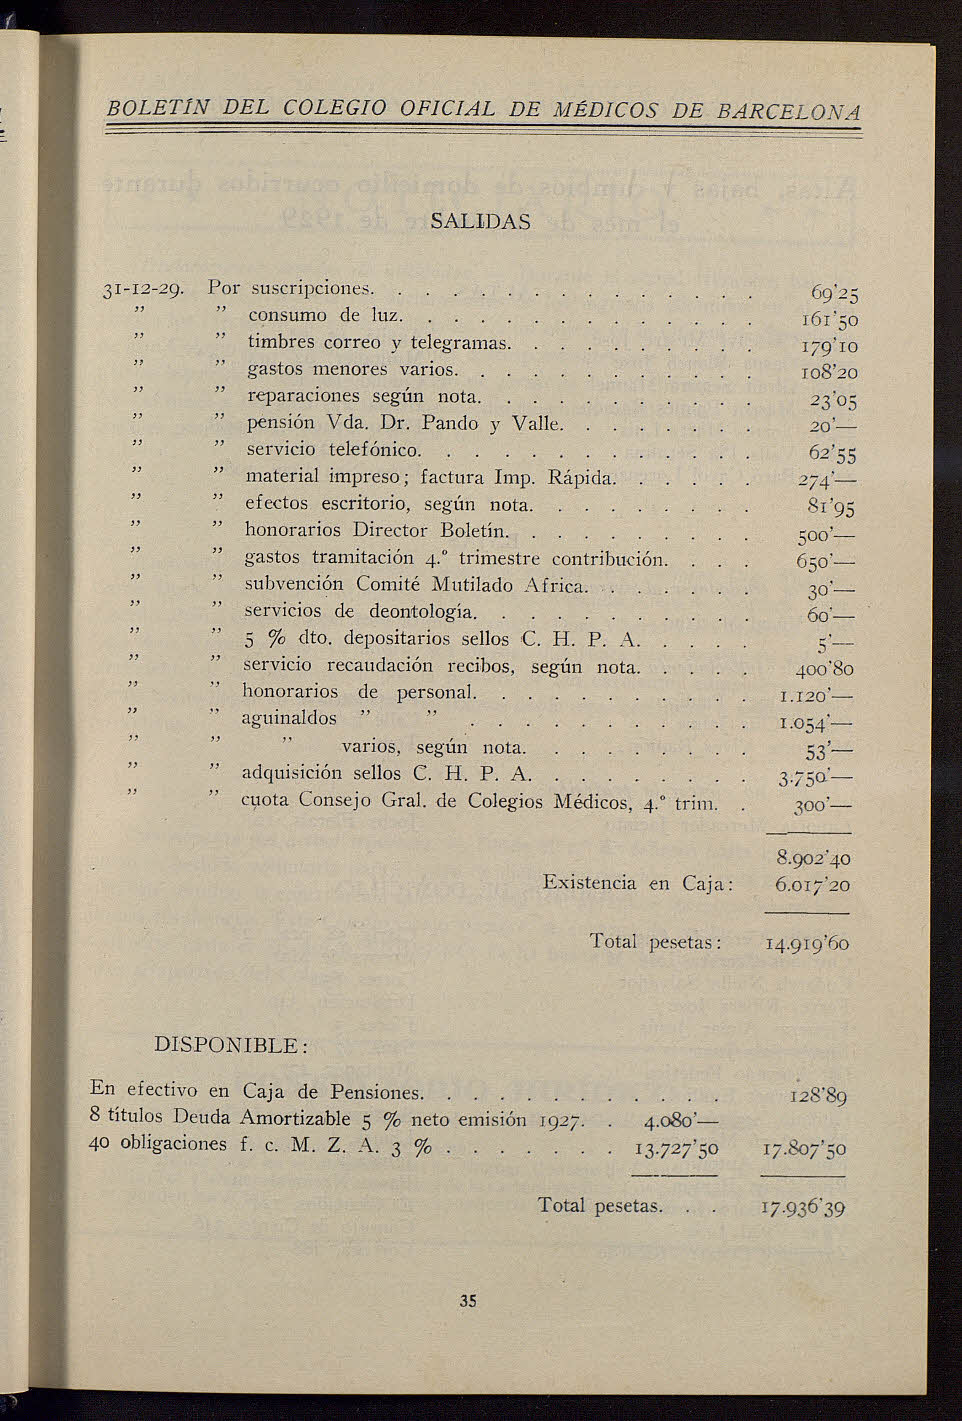 BOLETÍN DEL COLEGIO OFICIAL DE MÉDICOS DE BARCELONA
SALIDAS
31-12-29. Por suscripciones. . . . . . . . . . . . . . . 69'25
” ” consumo de luz. . . . . . . . . . . . . . 161'50
” ” timbres correo y telegramas. . . . . . . . . . 179'10
” ” gastos menores varios. . . . . . . . . . . . 108'20
” ” reparaciones según nota. . . . . . . . . . . 23'05
” ” pensión Vda. Dr. Pando y Valle. . . . . . . . 20'—
” ” servicio telefónico. . . . . . . . . . . . . 62'55
” ” material impreso; factura Imp. Rápida. . . . . . 274'—
” ” efectos escritorio, según nota. . . . . . . . . 81'95
” ” honorarios Director Boletín. . . . . . . . . . 500'—
” ” gastos tramitación 4.º trimestre contribución. . . . 650'—
” ” subvención Comité Mutilado Africa. . . . . . . 30'—
” ” servicios de deontología. . . . . . . . . . . 60'—
” ” 5 % dto. depositarios sellos C. H. P. A. . . . . 5'—
” ” servicio recaudación recibos, según nota. . . . . 400'80
” ” honorarios de personal. . . . . . . . . . . 1.120'—
” ” aguinaldos ” ” . . . . . . . . . . . 1.054'—
” ” ” varios, según nota. . . . . . . . . 53'—
” ” adquisición sellos C. H. P. A. . . . . . . . . 3.750'—
” ” cuota Consejo Gral. de Colegios Médicos, 4.º trim. . 300'—
8.902'40
Existencia en Caja: 6.017'20
Total pesetas: 14.919'60
DISPONIBLE:
En efectivo en Caja de Pensiones. . . . . . . . . . . . 128'89
8 títulos Deuda Amortizable 5 % neto emisión 1927. . 4.080'—
40 obligaciones f. c. M. Z. A. 3 % . . . . . . . 13.727'50 17.807'50
Total pesetas. . . 17.936'39
35